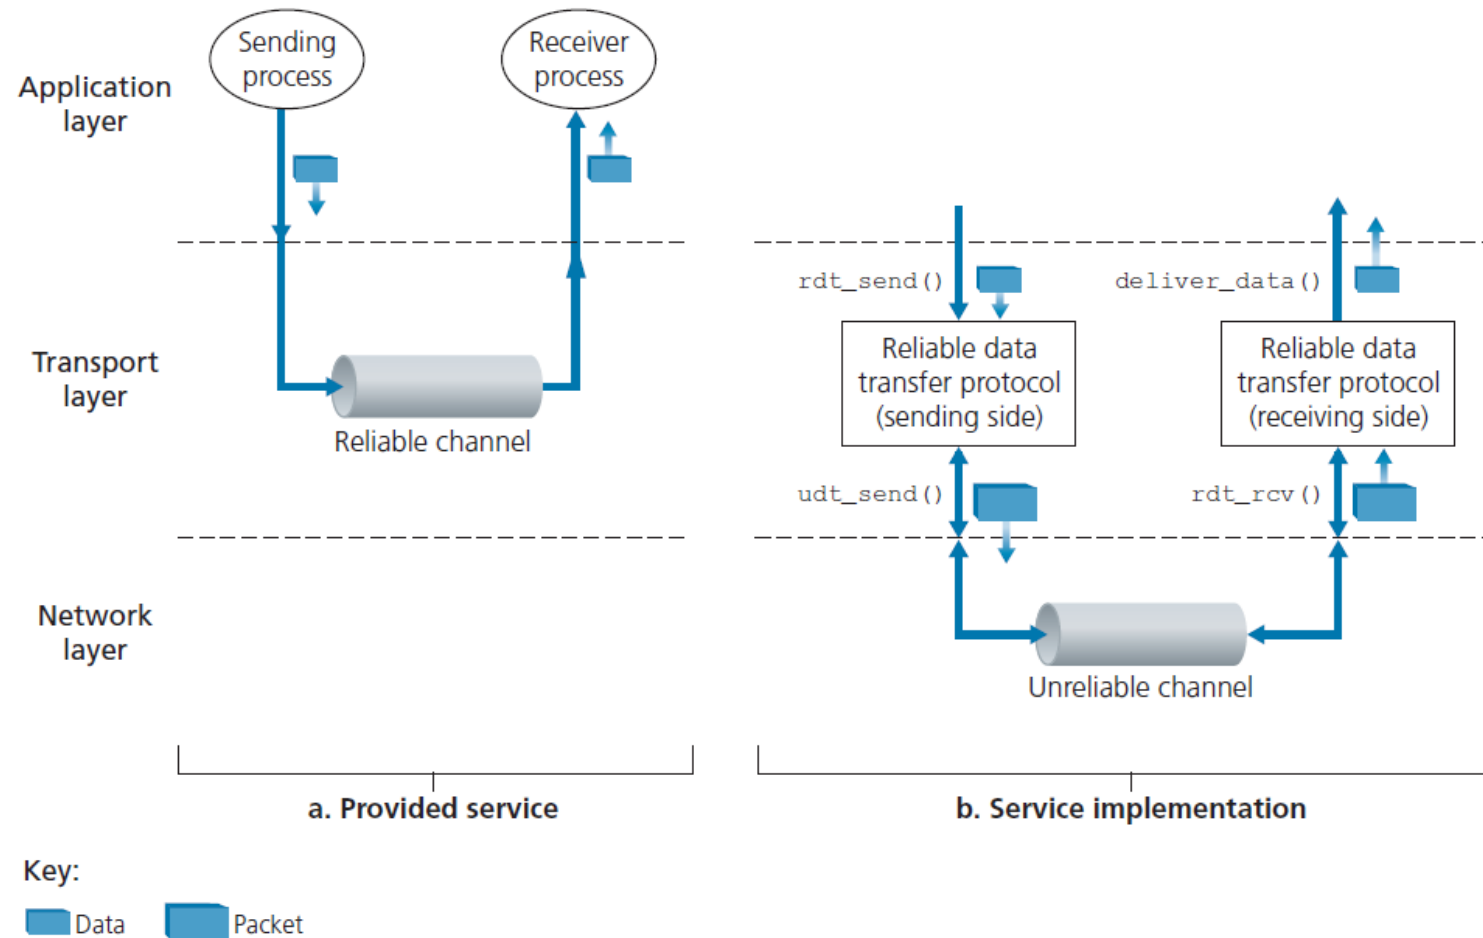 Sending
process
Receiver
process
Application
layer
rdt_send()
deliver_data()
Transport
layer
Reliable channel
Reliable data
transfer protocol
(sending side)
Reliable data
transfer protocol
(receiving side)
udt_send()
rdt_rcv()
Network
layer
Unreliable channel
a. Provided service
b. Service implementation
Key:
Data
Packet